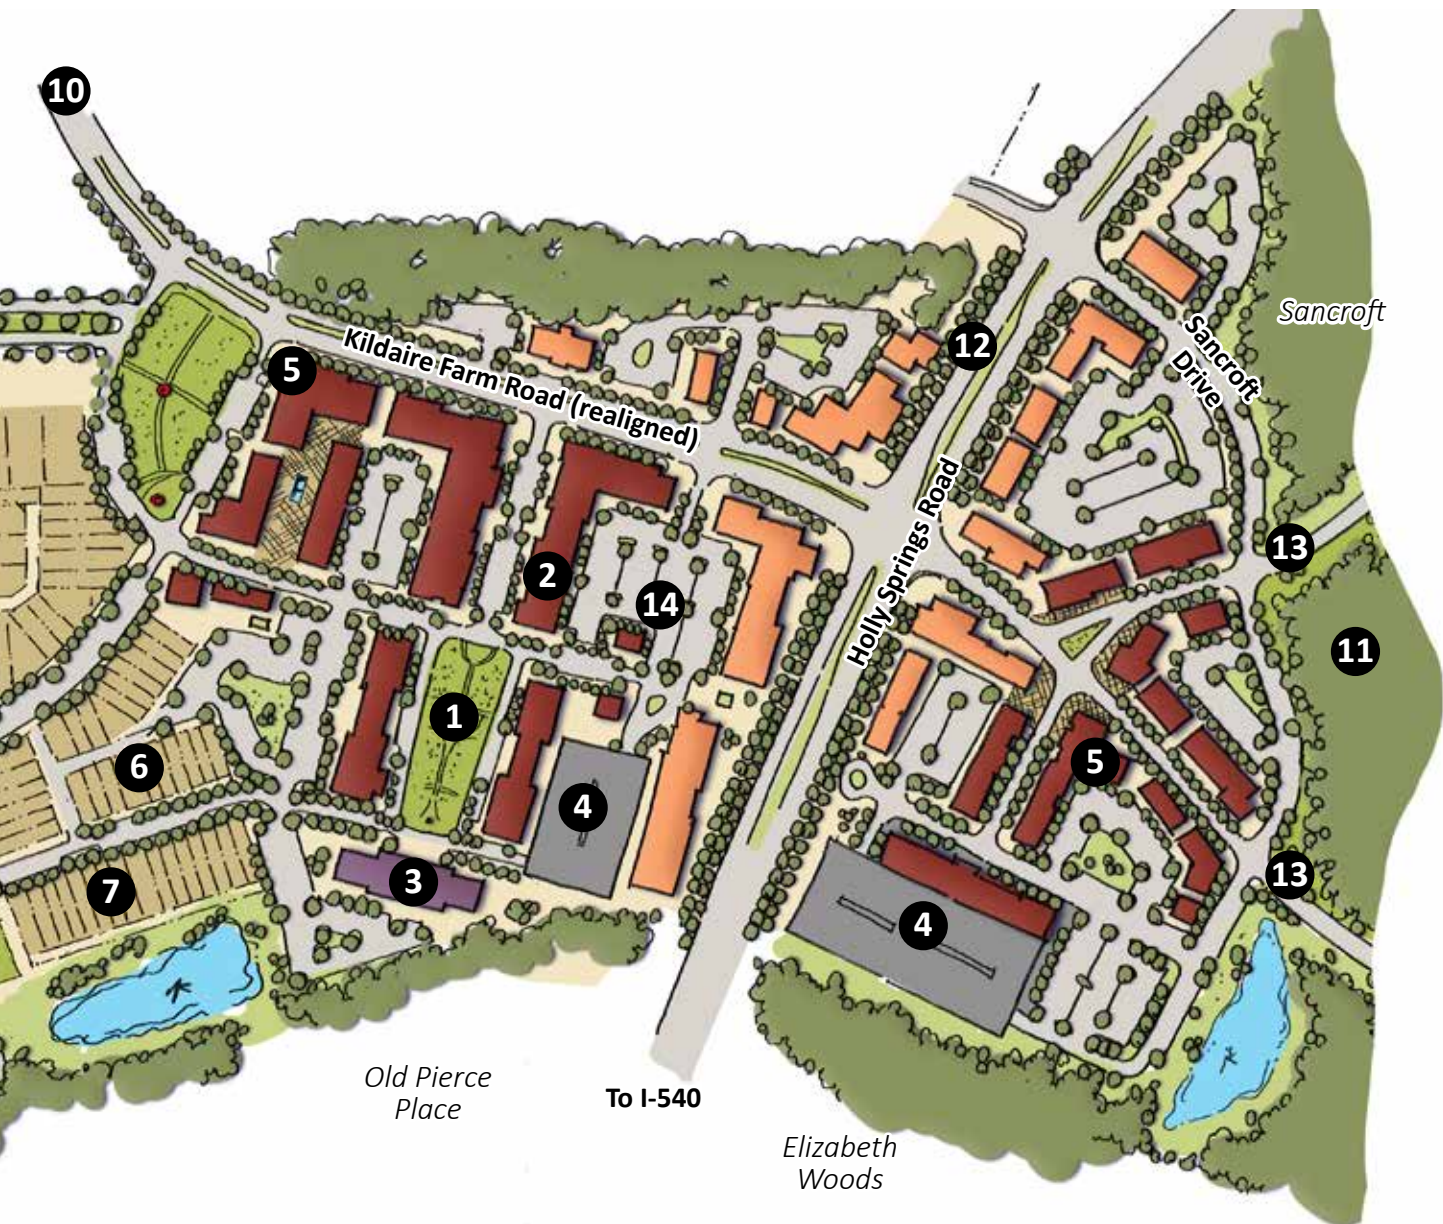 10
Sancroft
Kildaire Farm Road (realigned)
12
Sancroft
Drive
5
Holly Springs Road
13
2
14
11
1
6
5
4
7
3
13
4
Old Pierce
Place
To I-540
Elizabeth
Woods